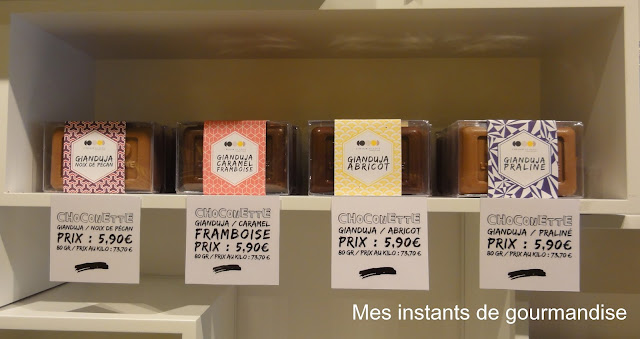 GIANDUJA
NOIX DE PÉCAN
GIANDUJA
CARAMEL
FRAMBOISE
GIANDUJA
ABRICOT
GIANDUJA
PRALINÉ
CHOCONETTE
GIANDUJA / NOIX DE PÉCAN
PRIX : 5,90€
80 GR / PRIX AU KILO : 73,70 €
CHOCONETTE
GIANDUJA / CARAMEL
FRAMBOISE
PRIX : 5,90€
80 GR / PRIX AU KILO : 73,70 €
CHOCONETTE
GIANDUJA / ABRICOT
PRIX : 5,90€
80 GR / PRIX AU KILO : 73,70 €
CHOCONETTE
GIANDUJA / PRALINÉ
PRIX : 5,90€
80 GR / PRIX AU KILO : 73,70 €
Mes instants de gourmandise